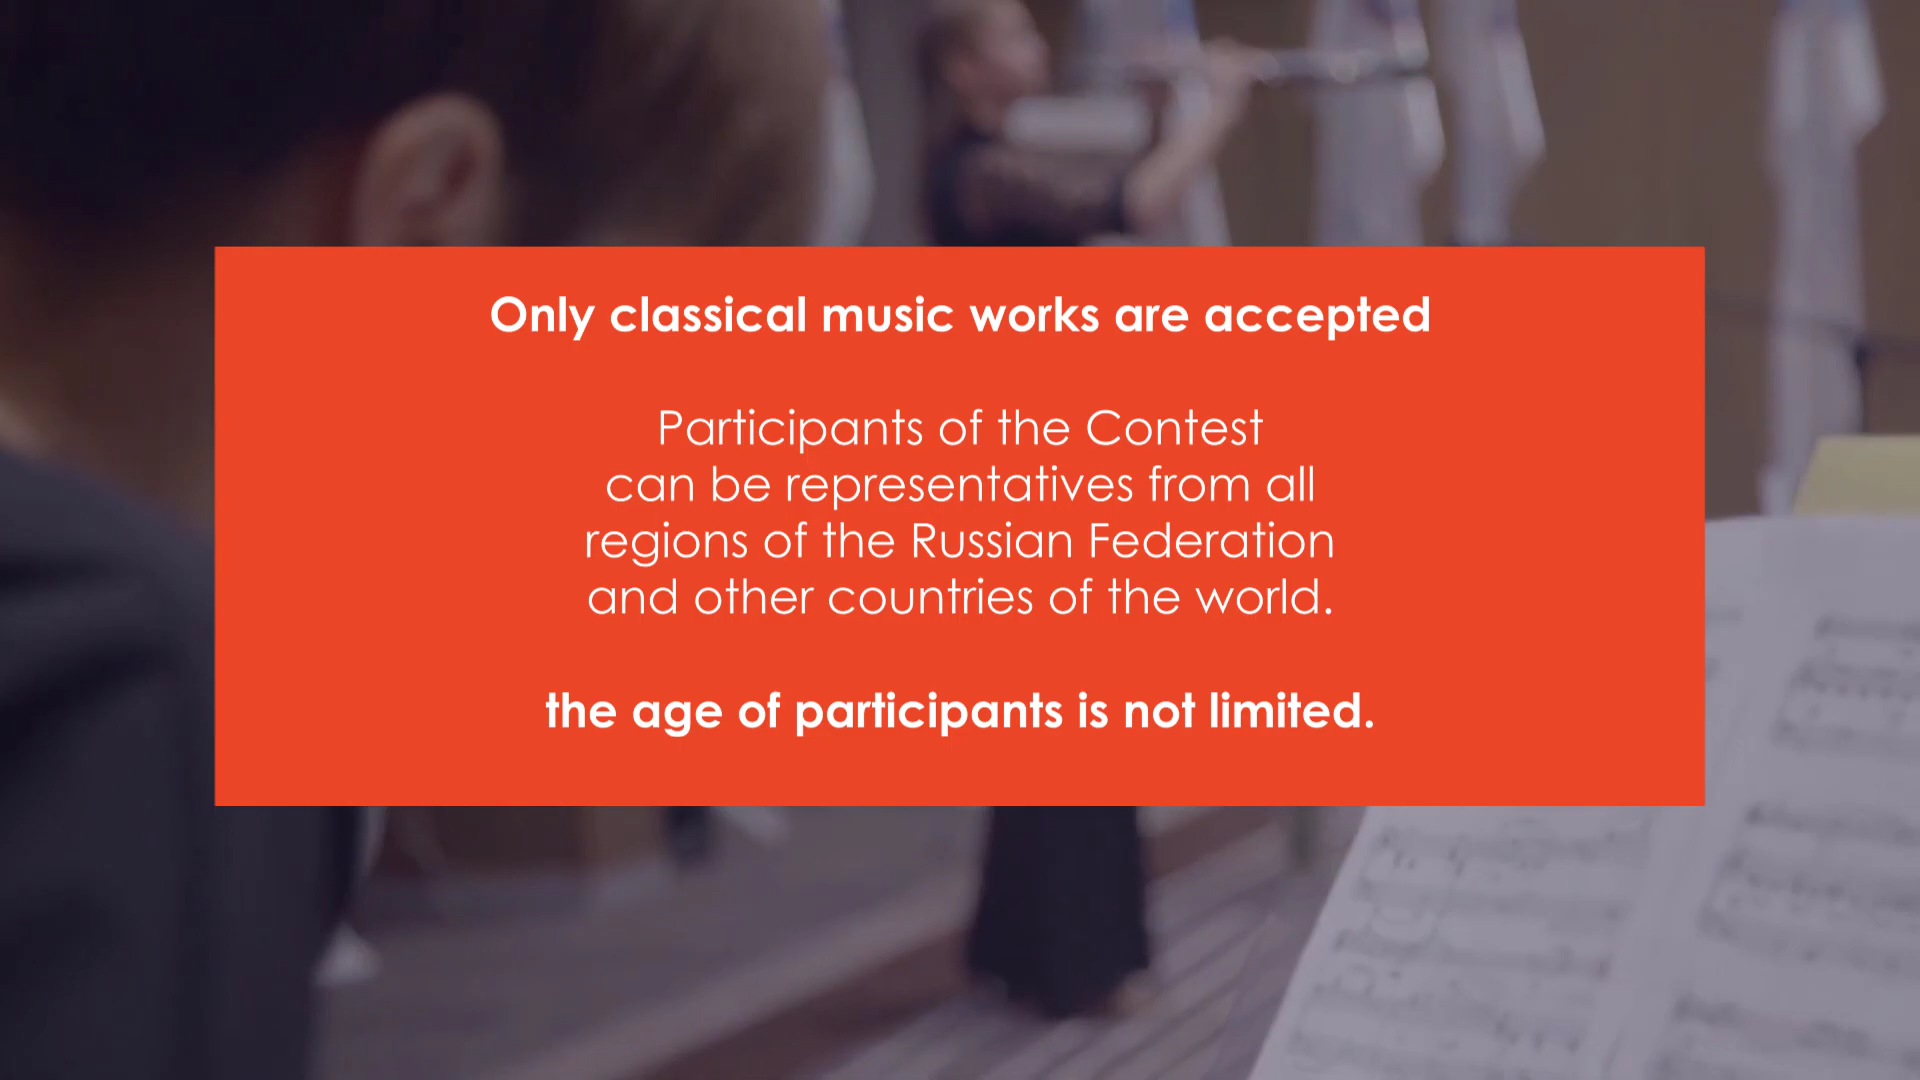 Only classical music works are accepted
Participants of the Contest
can be representatives from all
regions of the Russian Federation
and other countries of the world.
the age of participants is not limited.